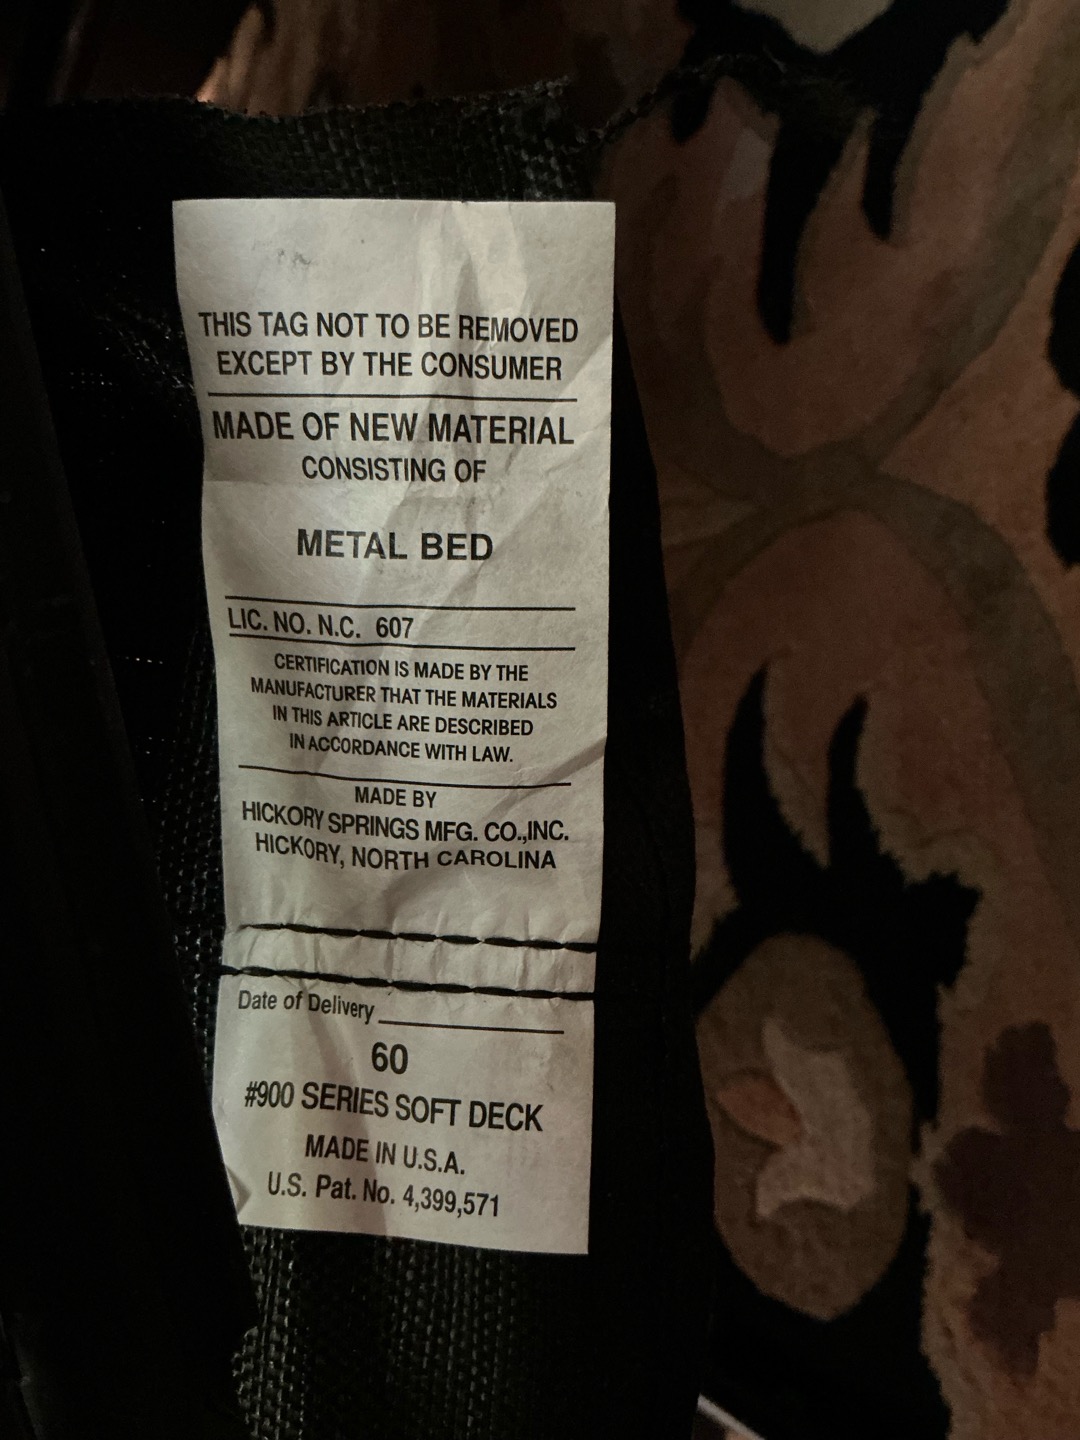 THIS TAG NOT TO BE REMOVED
EXCEPT BY THE CONSUMER
MADE OF NEW MATERIAL
CONSISTING OF
METAL BED
LIC. NO. N.C. 607
CERTIFICATION IS MADE BY THE
MANUFACTURER THAT THE MATERIALS
IN THIS ARTICLE ARE DESCRIBED
IN ACCORDANCE WITH LAW.
MADE BY
HICKORY SPRINGS MFG. CO.,INC.
HICKORY, NORTH CAROLINA
Date of Delivery
60
#900 SERIES SOFT DECK
MADE IN U.S.A.
U.S. Pat. No. 4,399,571